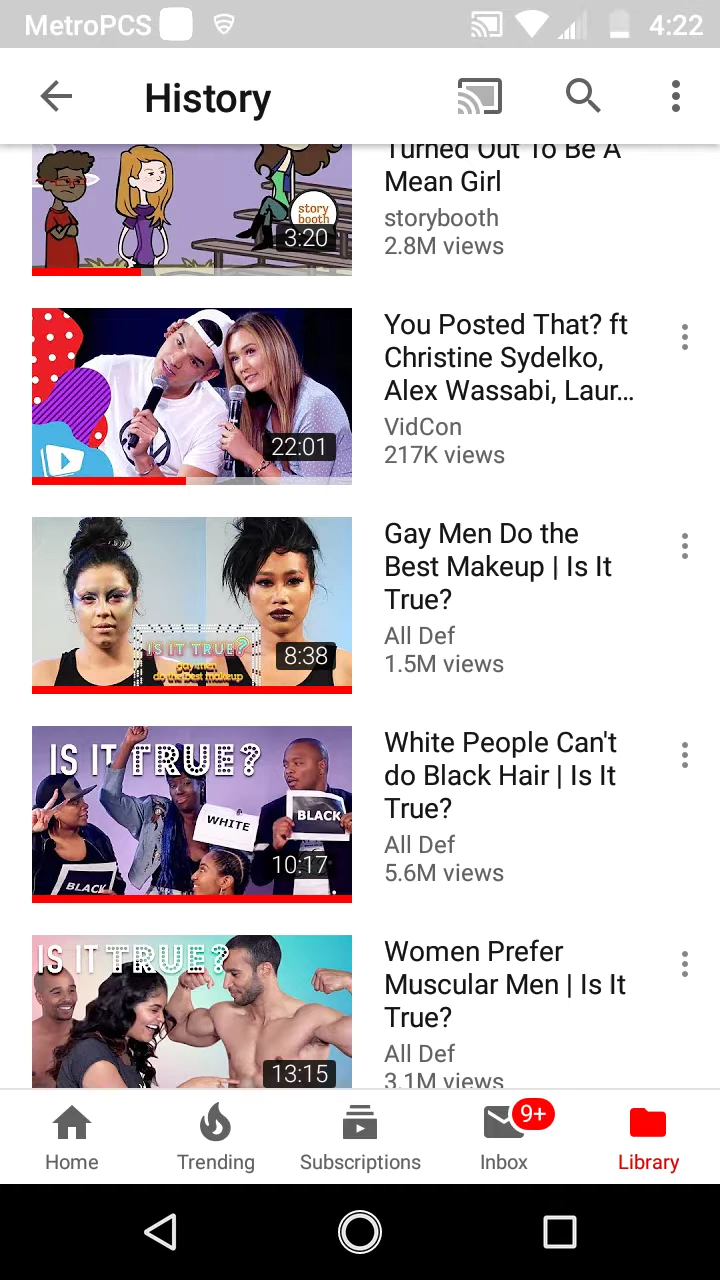 MetroPCS 4:22
History
Turned Out To Be A
Mean Girl
storybooth
2.8M views
story
booth
3:20
You Posted That? ft
Christine Sydelko,
Alex Wassabi, Laur...
VidCon
217K views
22:01
Gay Men Do the
Best Makeup | Is It
True?
All Def
1.5M views
IS IT TRUE?
gay men
do the best makeup
8:38
White People Can't
do Black Hair | Is It
True?
All Def
5.6M views
IS IT TRUE?
WHITE
BLACK
BLACK
10:17
Women Prefer
Muscular Men | Is It
True?
All Def
3.1M views
IS IT TRUE?
13:15
9+
Home Trending Subscriptions Inbox Library